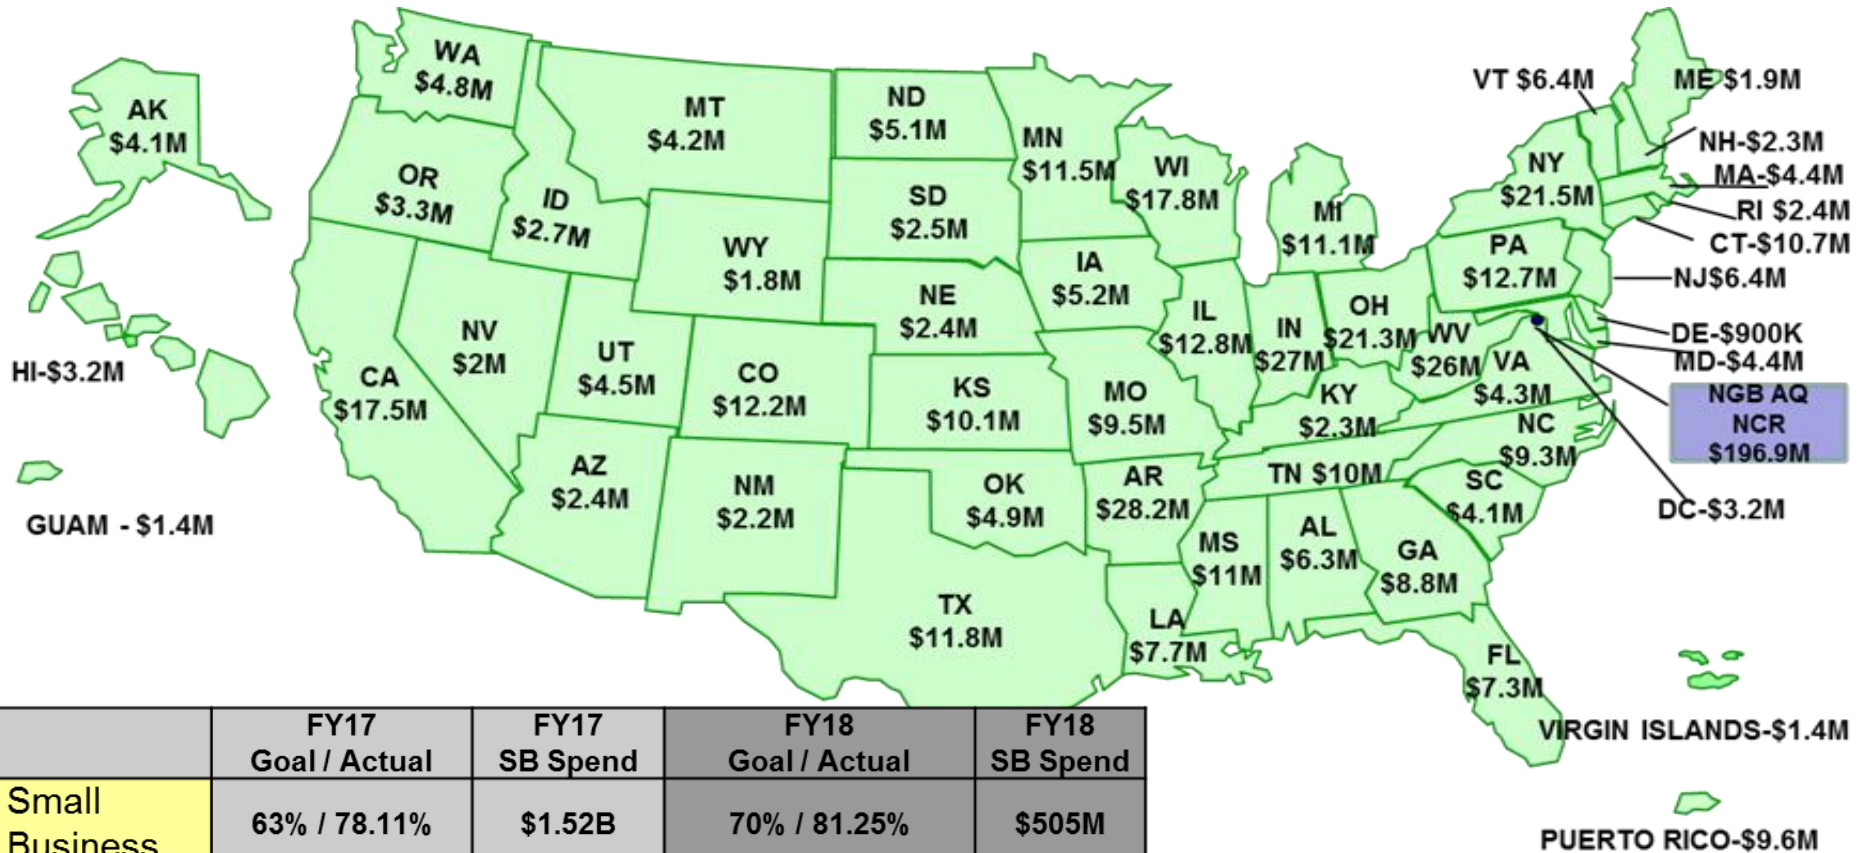 WA
$4.8M
AK
$4.1M
MT
$4.2M
ND
$5.1M
MN
$11.5M
WI
$17.8M
MI
$11.1M
NY
$21.5M
VT $6.4M
ME $1.9M
NH-$2.3M
MA-$4.4M
RI $2.4M
CT-$10.7M
NJ$6.4M
OR
$3.3M
ID
$2.7M
WY
$1.8M
SD
$2.5M
IA
$5.2M
NE
$2.4M
IL
$12.8M
IN
$27M
OH
$21.3M
PA
$12.7M
WV
$26M
VA
$4.3M
DE-$900K
MD-$4.4M
NGB AQ
NCR
$196.9M
DC-$3.2M
HI-$3.2M
CA
$17.5M
NV
$2M
UT
$4.5M
CO
$12.2M
KS
$10.1M
MO
$9.5M
KY
$2.3M
NC
$9.3M
TN $10M
SC
$4.1M
GUAM - $1.4M
AZ
$2.4M
NM
$2.2M
OK
$4.9M
AR
$28.2M
MS
$11M
AL
$6.3M
GA
$8.8M
TX
$11.8M
LA
$7.7M
FL
$7.3M
VIRGIN ISLANDS-$1.4M
PUERTO RICO-$9.6M
FY17 FY17 FY18 FY18
Goal / Actual SB Spend Goal / Actual SB Spend
Small
Business 63% / 78.11% $1.52B 70% / 81.25% $505M